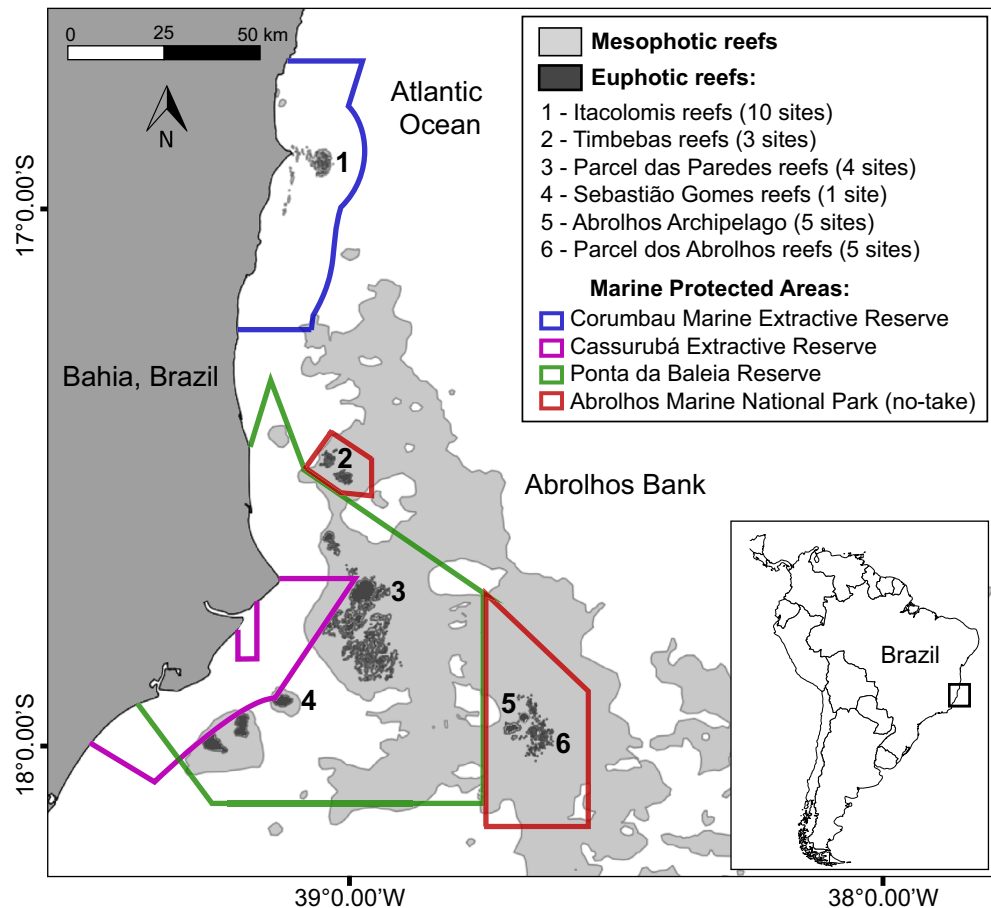 0 25 50 km
N
Atlantic
Ocean
Mesophotic reefs
Euphotic reefs:
1 - Itacolomis reefs (10 sites)
2 - Timbebas reefs (3 sites)
3 - Parcel das Paredes reefs (4 sites)
4 - Sebastião Gomes reefs (1 site)
5 - Abrolhos Archipelago (5 sites)
6 - Parcel dos Abrolhos reefs (5 sites)
Marine Protected Areas:
Corumbau Marine Extractive Reserve
Cassurubá Extractive Reserve
Ponta da Baleia Reserve
Abrolhos Marine National Park (no-take)
1
17°0.00'S
Bahia, Brazil
2
Abrolhos Bank
3
4
5
6
18°0.00'S
Brazil
39°0.00'W
38°0.00'W